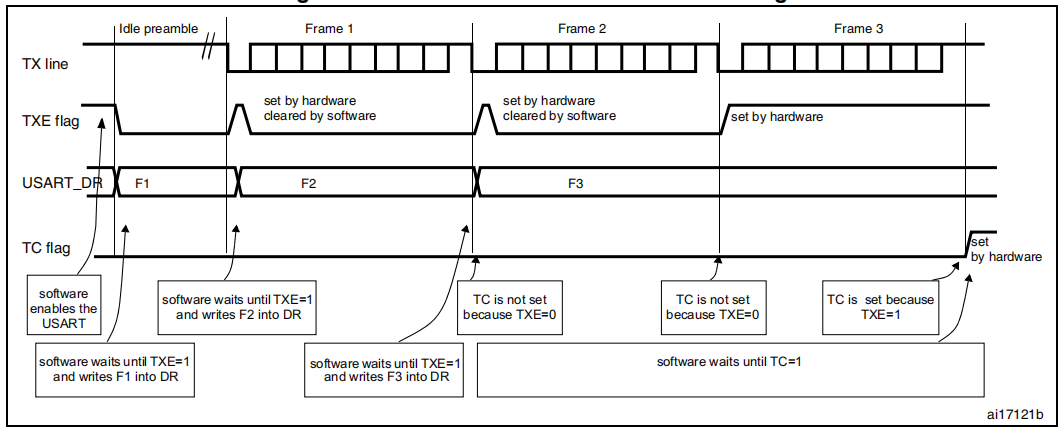 Idle preamble
Frame 1
Frame 2
Frame 3
TX line
TXE flag
set by hardware
cleared by software
set by hardware
cleared by software
set by hardware
USART_DR
F1
F2
F3
TC flag
set
by hardware
software
enables the
USART
software waits until TXE=1
and writes F2 into DR
TC is not set
because TXE=0
TC is not set
because TXE=0
TC is set because
TXE=1
software waits until TXE=1
and writes F1 into DR
software waits until TXE=1
and writes F3 into DR
software waits until TC=1
ai17121b